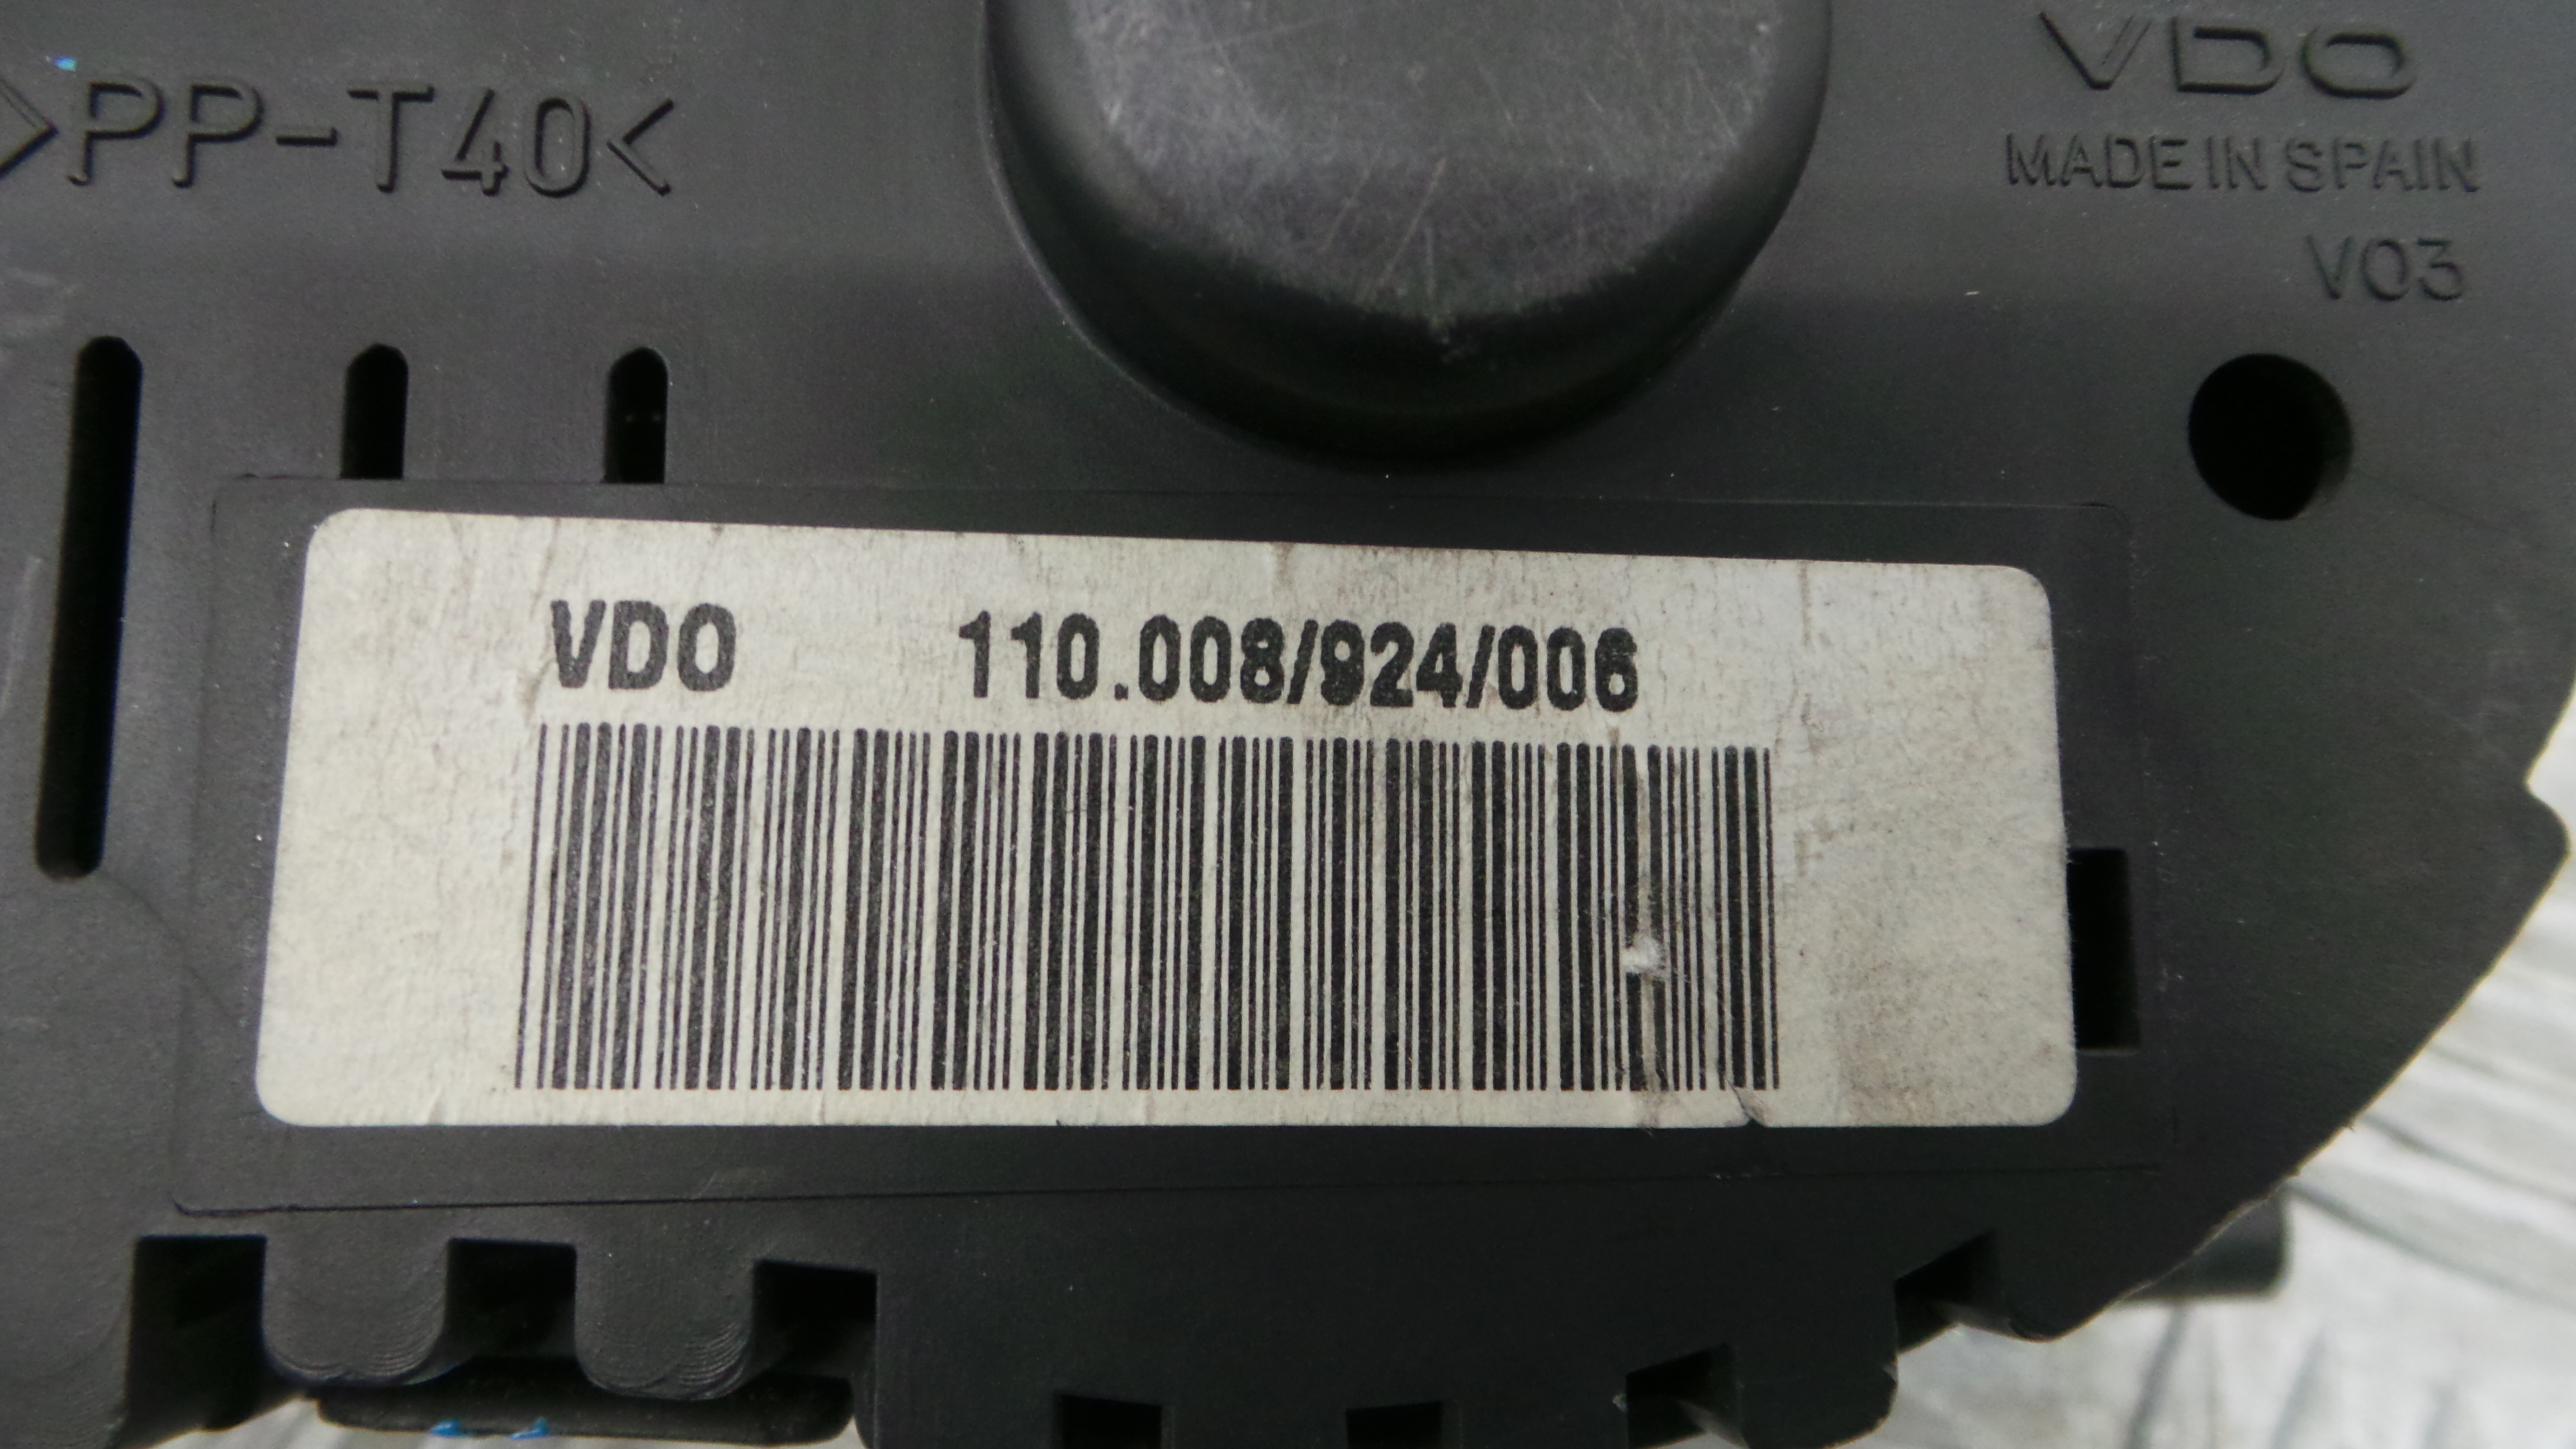 >PP-T40<
VDO
MADE IN SPAIN
V03
VDO 110.008/924/006